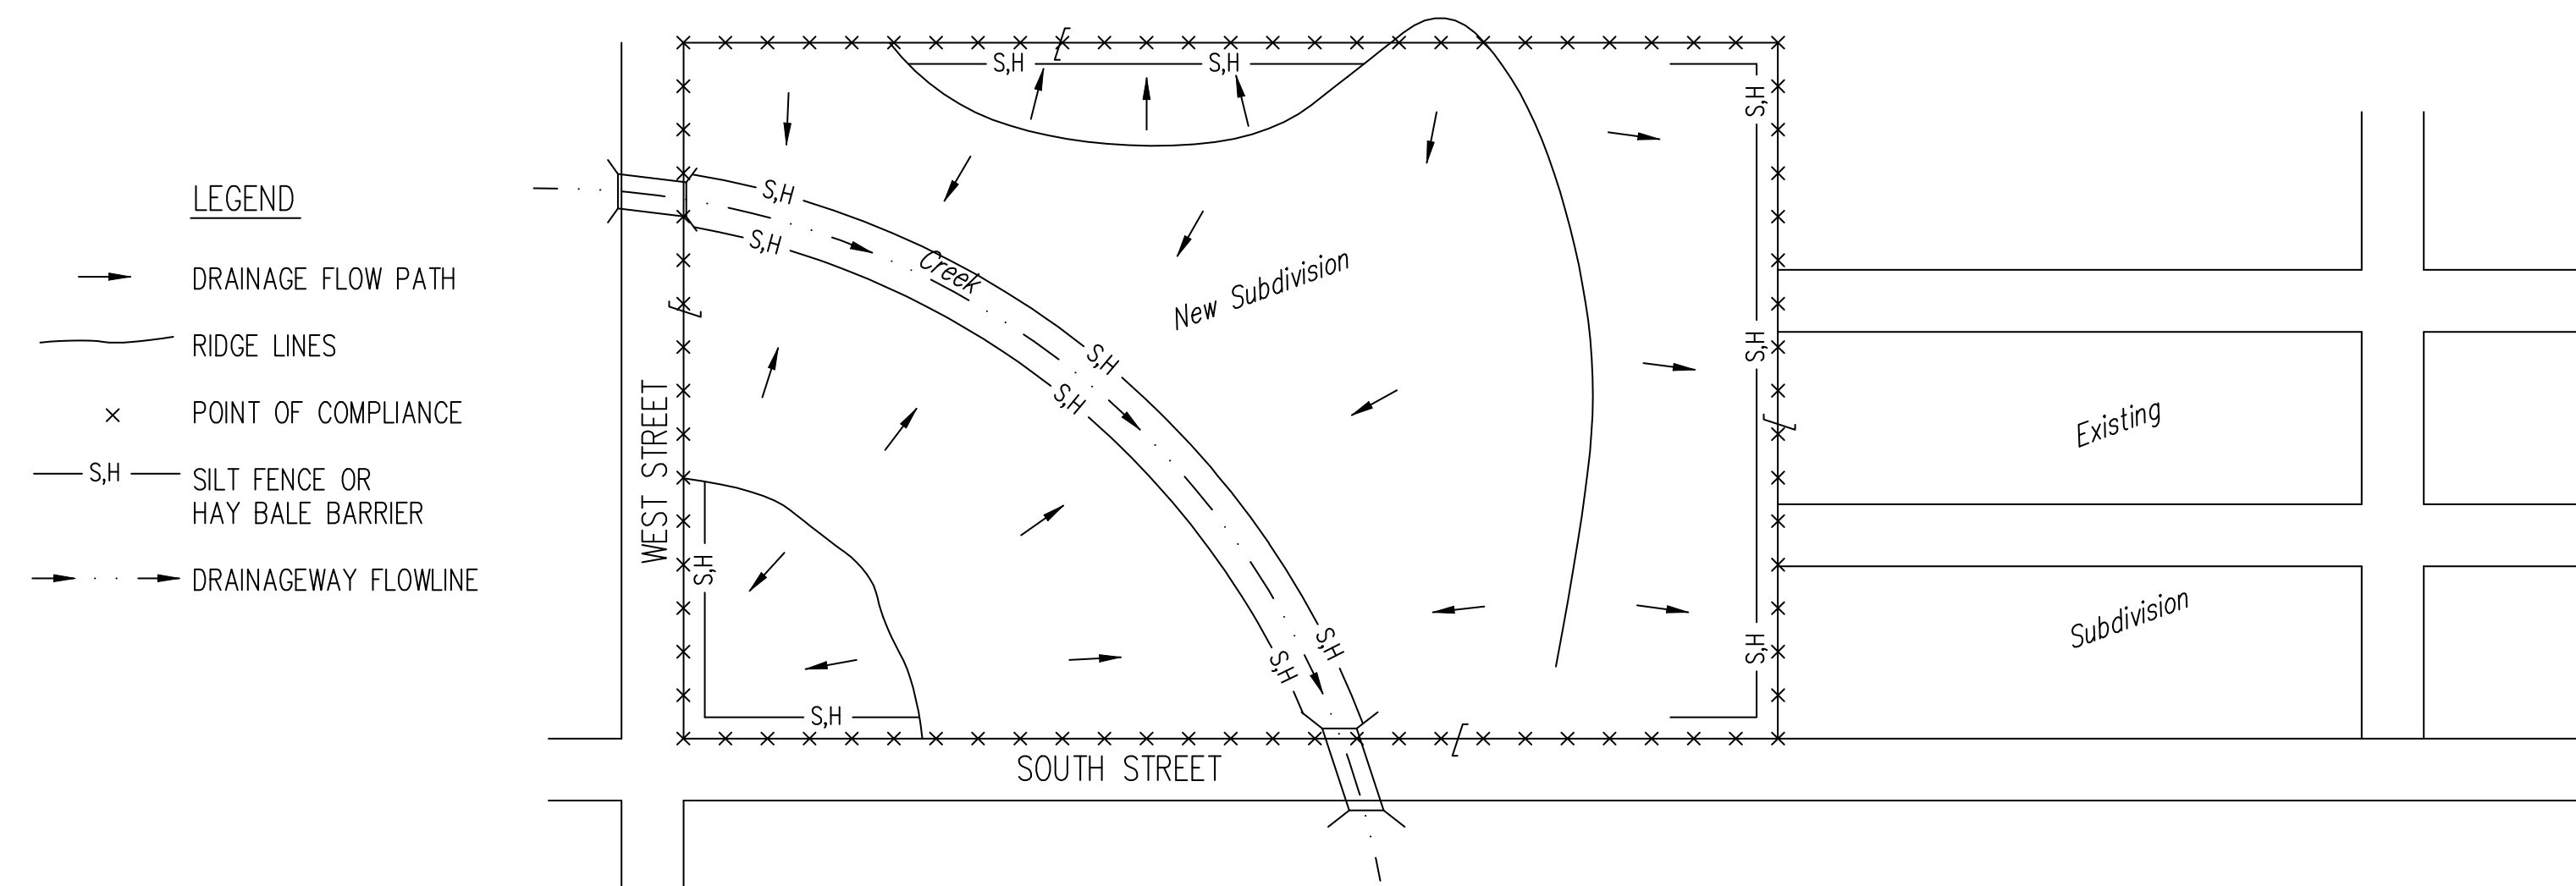 LEGEND
DRAINAGE FLOW PATH
RIDGE LINES
POINT OF COMPLIANCE
S,H
SILT FENCE OR
HAY BALE BARRIER
DRAINAGEWAY FLOWLINE
WEST STREET
SOUTH STREET
S,H
S,H
S,H
S,H
Creek
New Subdivision
S,H
S,H
S,H
S,H
S,H
S,H
S,H
S,H
S,H
Existing
Subdivision